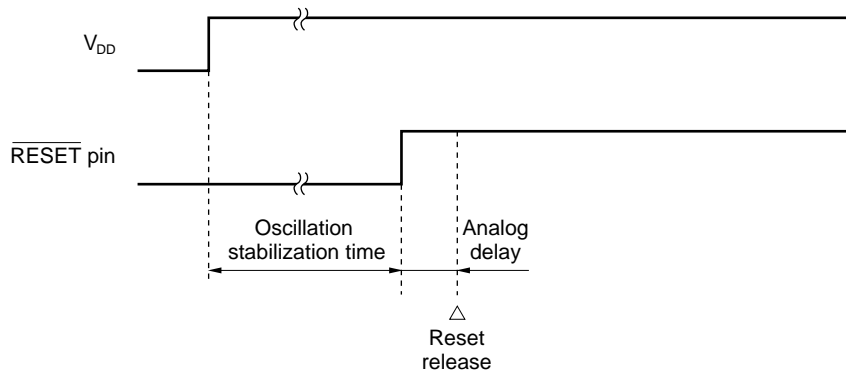 VDD
RESET pin
Oscillation
stabilization time
Analog
delay
Reset
release